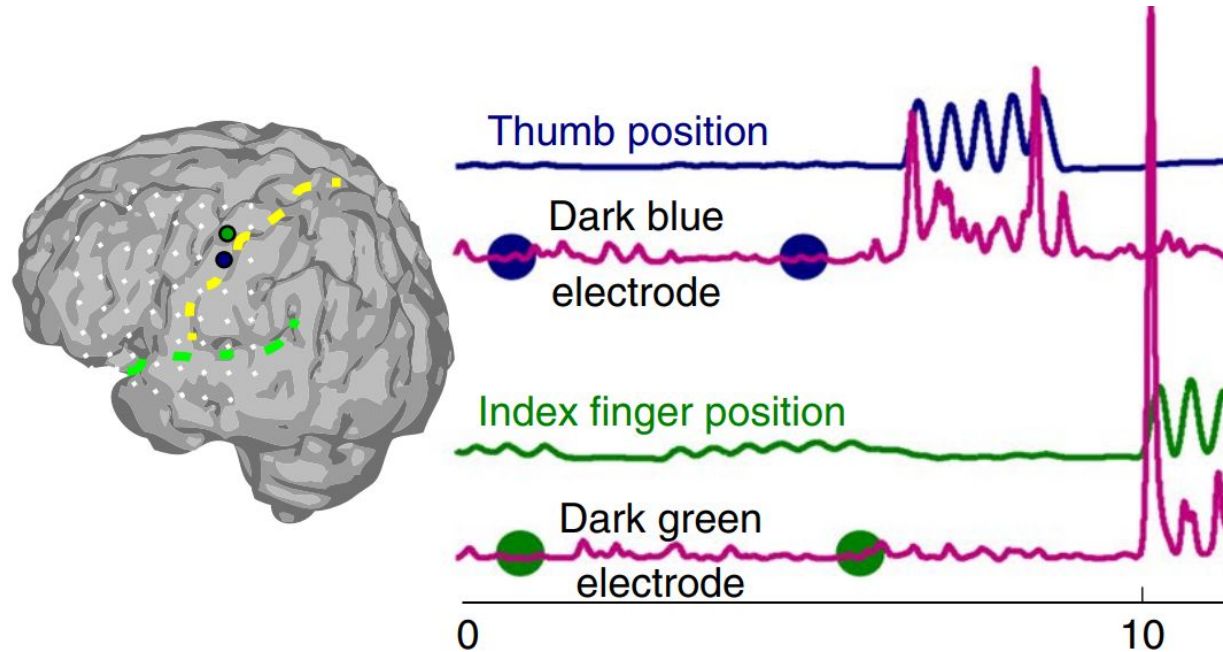 Thumb position
Dark blue
electrode
Index finger position
Dark green
electrode
0
10